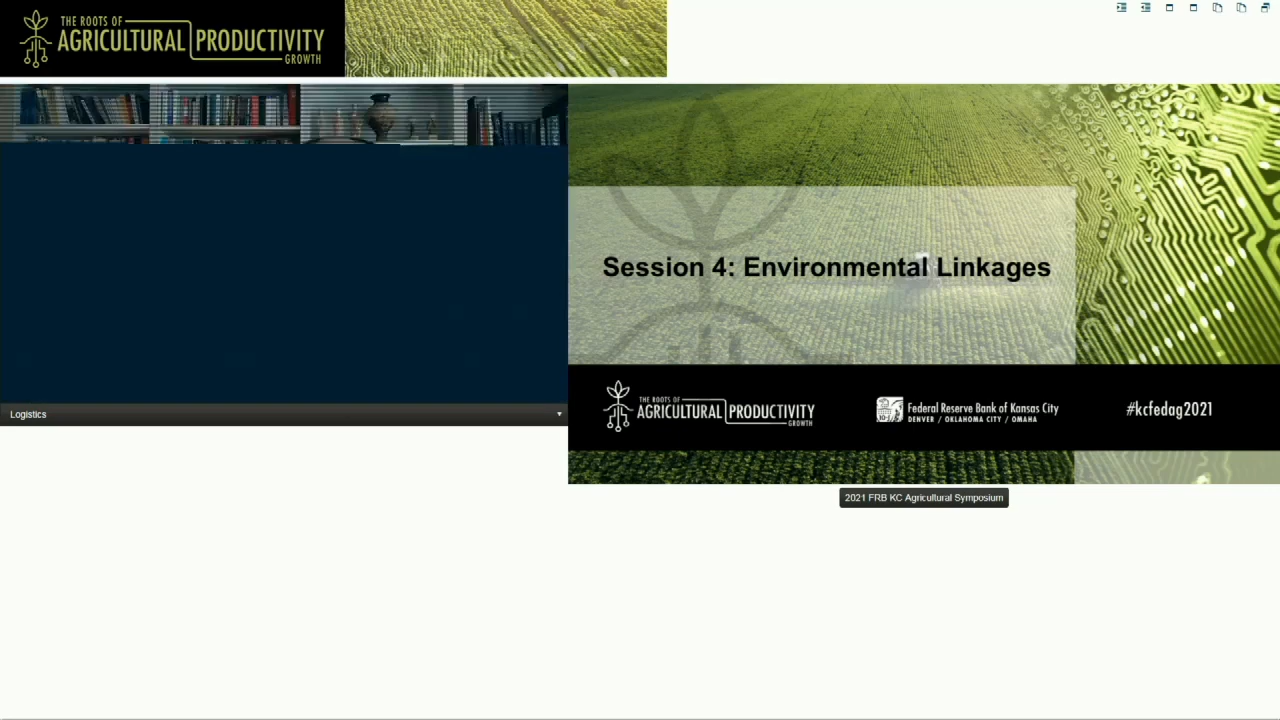 THE ROOTS OF
AGRICULTURAL PRODUCTIVITY
GROWTH
Session 4: Environmental Linkages
Logistics
THE ROOTS OF
AGRICULTURAL PRODUCTIVITY
GROWTH
Federal Reserve Bank of Kansas City
DENVER / OKLAHOMA CITY / OMAHA
#kcfedag2021
2021 FRB KC Agricultural Symposium